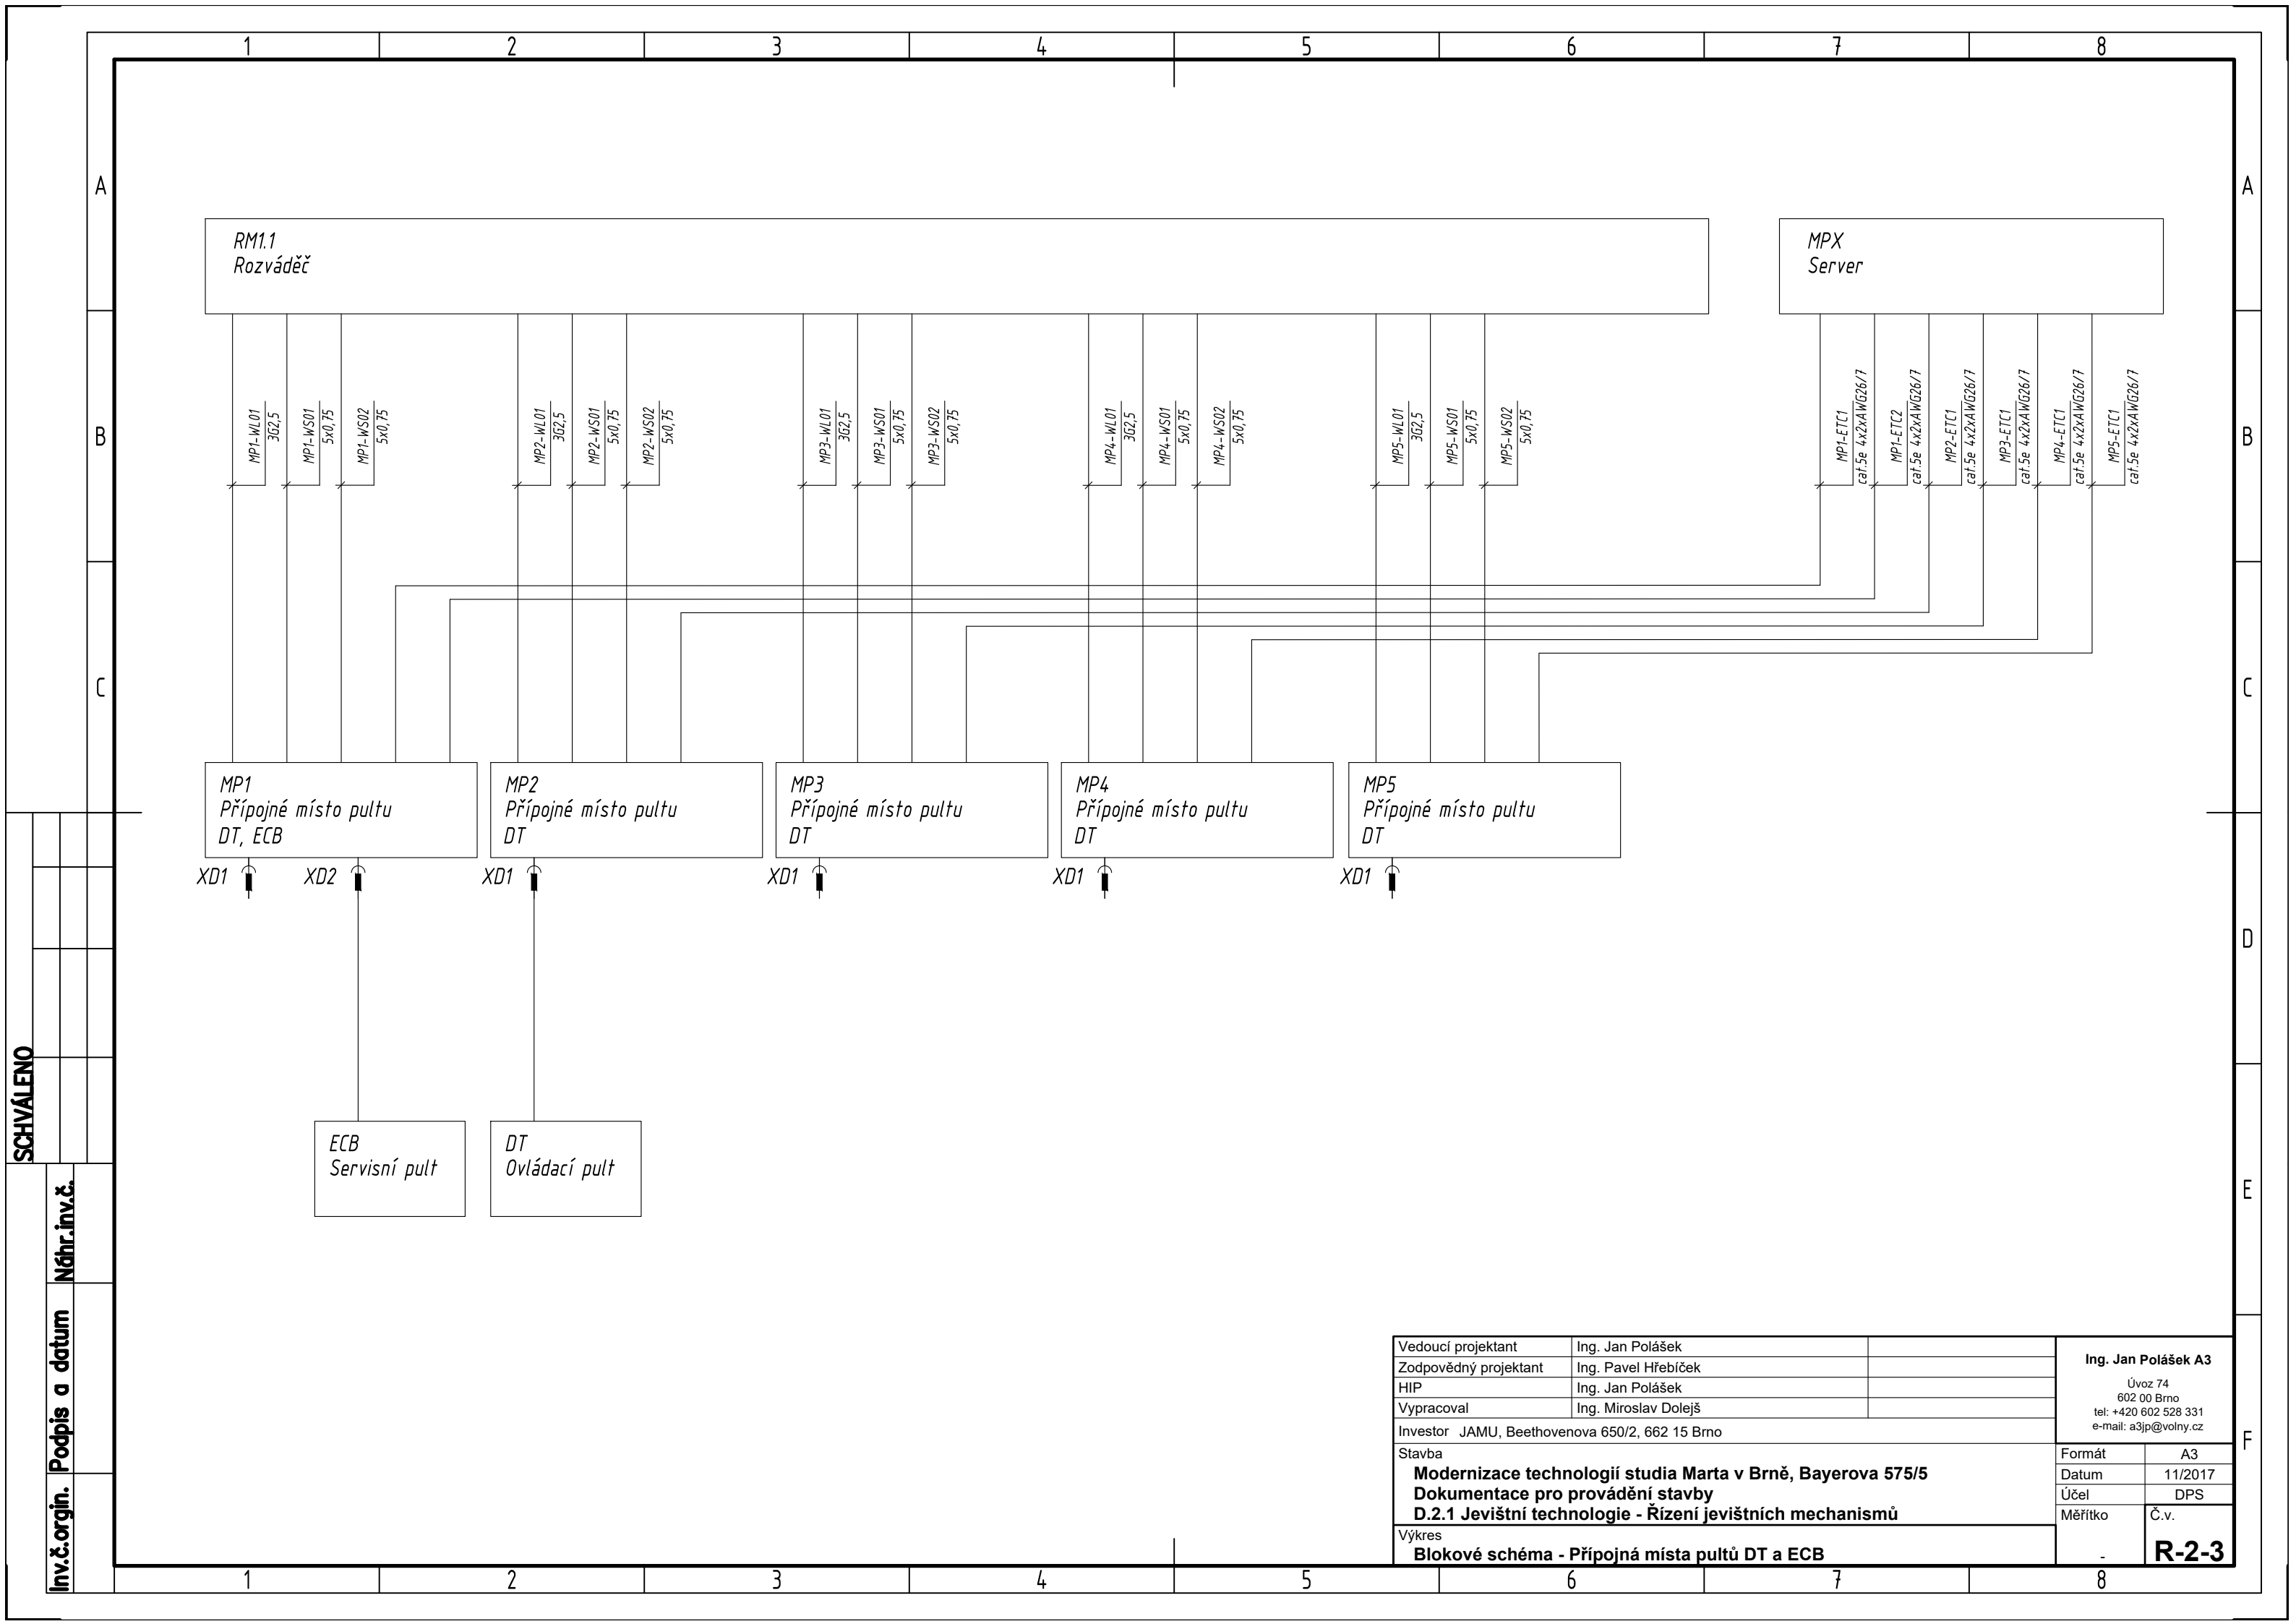 1 2 3 4 5 6 7 8
A A
RM1.1
Rozváděč
MPX
Server
B B
MP1-WL01
3G2,5
MP1-WS01
5x0,75
MP1-WS02
5x0,75
MP2-WL01
3G2,5
MP2-WS01
5x0,75
MP2-WS02
5x0,75
MP3-WL01
3G2,5
MP3-WS01
5x0,75
MP3-WS02
5x0,75
MP4-WL01
3G2,5
MP4-WS01
5x0,75
MP4-WS02
5x0,75
MP5-WL01
3G2,5
MP5-WS01
5x0,75
MP5-WS02
5x0,75
MP1-ETC1
cat.5e 4x2xAWG26/7
MP1-ETC2
cat.5e 4x2xAWG26/7
MP2-ETC1
cat.5e 4x2xAWG26/7
MP3-ETC1
cat.5e 4x2xAWG26/7
MP4-ETC1
cat.5e 4x2xAWG26/7
MP5-ETC1
cat.5e 4x2xAWG26/7
C C
MP1
Přípojné místo pultu
DT, ECB
MP2
Přípojné místo pultu
DT
MP3
Přípojné místo pultu
DT
MP4
Přípojné místo pultu
DT
MP5
Přípojné místo pultu
DT
XD1 XD2 XD1 XD1 XD1 XD1
D
ECB
Servisní pult
DT
Ovládací pult
E
F
SCHVÁLENO
Náhr.inv.č.
Podpis a datum
Inv.č.orgin.
Vedoucí projektant Ing. Jan Polášek
Zodpovědný projektant Ing. Pavel Hřebíček
HIP Ing. Jan Polášek
Vypracoval Ing. Miroslav Dolejš
Investor JAMU, Beethovenova 650/2, 662 15 Brno
Ing. Jan Polášek A3
Úvoz 74
602 00 Brno
tel: +420 602 528 331
e-mail: a3jp@volny.cz
Stavba
Modernizace technologií studia Marta v Brně, Bayerova 575/5
Dokumentace pro provádění stavby
D.2.1 Jevištní technologie - Řízení jevištních mechanismů
Formát A3
Datum 11/2017
Účel DPS
Měřítko
-
Č.v.
R-2-3
Výkres
Blokové schéma - Přípojná místa pultů DT a ECB
1 2 3 4 5 6 7 8